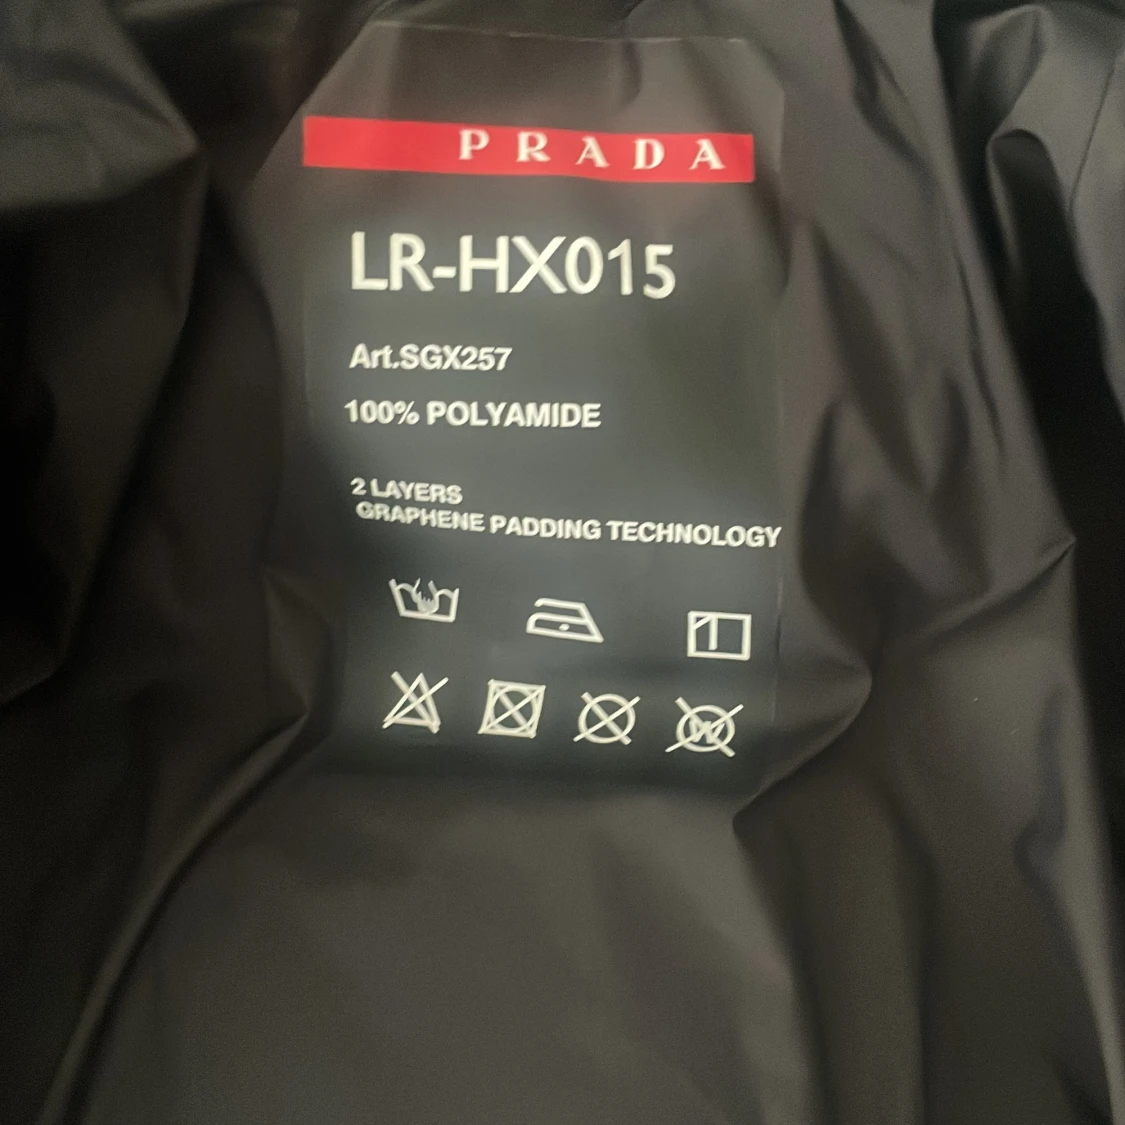 PRADA
LR-HX015
Art.SGX257
100% POLYAMIDE
2 LAYERS
GRAPHENE PADDING TECHNOLOGY
W